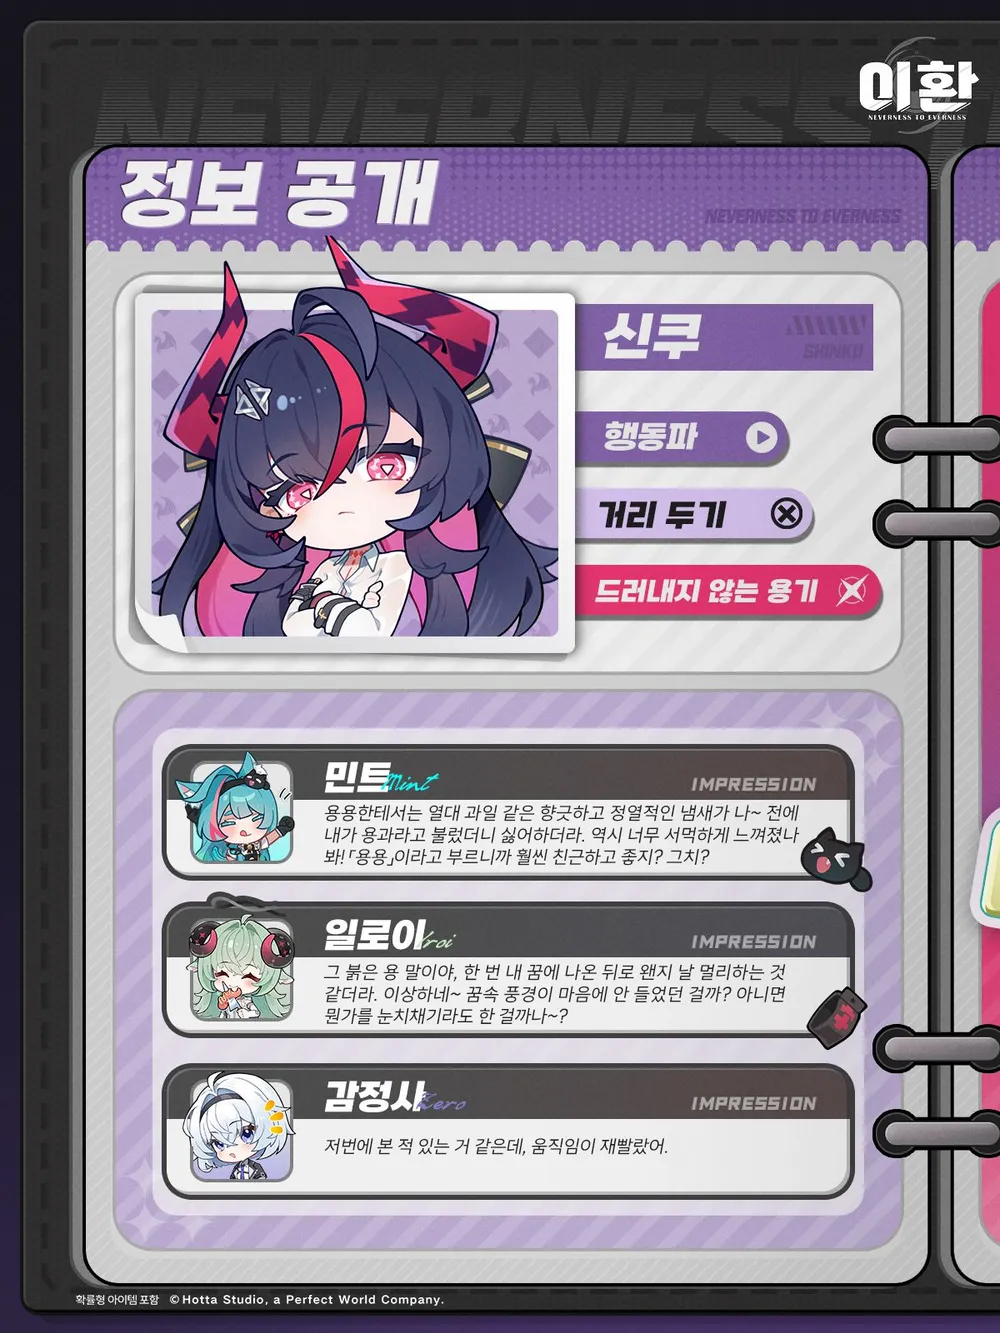 NEVERNESS T
이환
NEVERNESS TO EVERNESS
정보 공개
NEVERNESS TO EVERNESS
신쿠
SHINKU
행동파
거리 두기
드러내지 않는 용기
민트 Mint
IMPRESSION
용용한테서는 열대 과일 같은 향긋하고 정열적인 냄새가 나~ 전에
내가 용과라고 불렀더니 싫어하더라. 역시 너무 서먹하게 느껴졌나
봐! 「용용」이라고 부르니까 훨씬 친근하고 좋지? 그치?
일로이 Iroi
IMPRESSION
그 붉은 용 말이야, 한 번 내 꿈에 나온 뒤로 왠지 날 멀리하는 것
같더라. 이상하네~ 꿈속 풍경이 마음에 안 들었던 걸까? 아니면
뭔가를 눈치채기라도 한 걸까나~?
감정사 Zero
IMPRESSION
저번에 본 적 있는 거 같은데, 움직임이 재빨랐어.
확률형 아이템 포함 © Hotta Studio, a Perfect World Company.